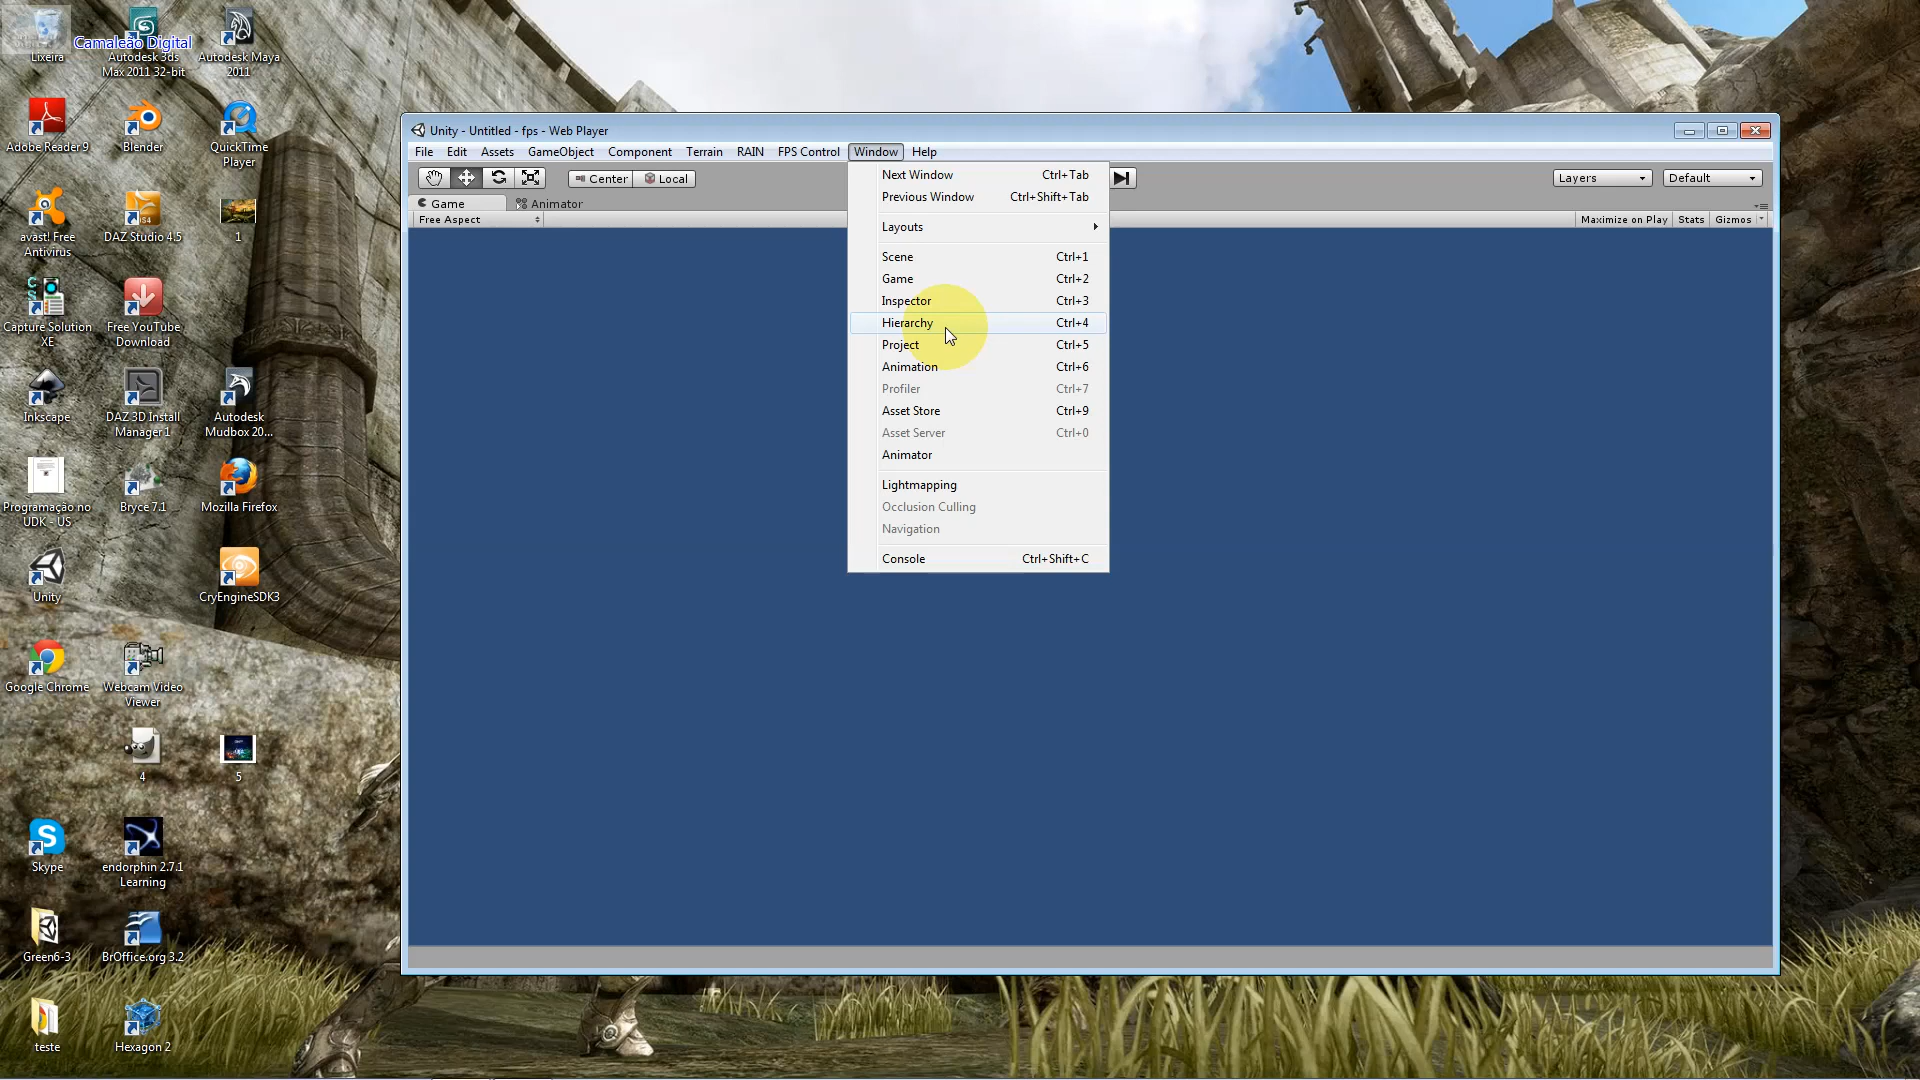 Camaleão Digital
Lixeira
Autodesk 3ds
Max 2011 32-bit
Autodesk Maya
2011
Adobe Reader 9
Blender
QuickTime
Player
avast! Free
Antivirus
DAZ Studio 4.5
1
Capture Solution
XE
Free YouTube
Download
Inkscape
DAZ 3D Install
Manager 1
Autodesk
Mudbox 20...
Programação no
UDK - US
Bryce 7.1
Mozilla Firefox
Unity
CryEngineSDK3
Google Chrome
Webcam Video
Viewer
4
5
Skype
endorphin 2.7.1
Learning
Green6-3
BrOffice.org 3.2
teste
Hexagon 2
Unity - Untitled - fps - Web Player
File Edit Assets GameObject Component Terrain RAIN FPS Control Window Help
Center Local
Layers
Default
Game
Animator
Free Aspect
Maximize on Play Stats Gizmos
Next Window Ctrl+Tab
Previous Window Ctrl+Shift+Tab
Layouts
Scene Ctrl+1
Game Ctrl+2
Inspector Ctrl+3
Hierarchy Ctrl+4
Project Ctrl+5
Animation Ctrl+6
Profiler Ctrl+7
Asset Store Ctrl+9
Asset Server Ctrl+0
Animator
Lightmapping
Occlusion Culling
Navigation
Console Ctrl+Shift+C